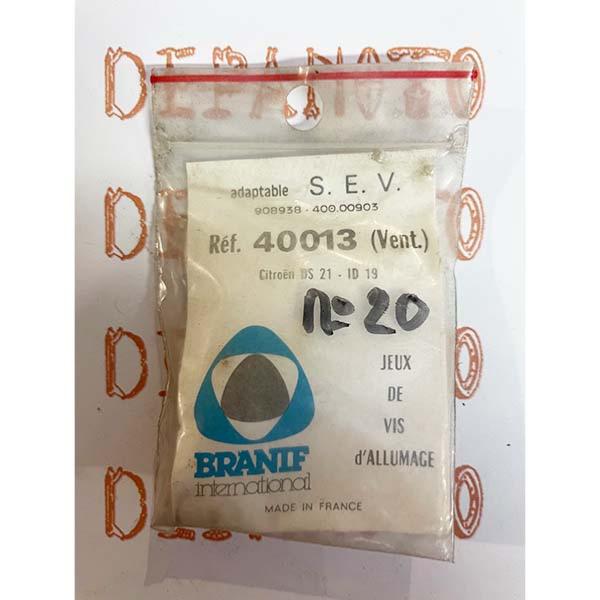 DEPANOTO
adaptable S. E. V.
908938 - 400.00903
Réf. 40013 (Vent.)
Citroën DS 21 - ID 19
n° 20
JEUX
DE
VIS
d'ALLUMAGE
BRANIF
international
MADE IN FRANCE